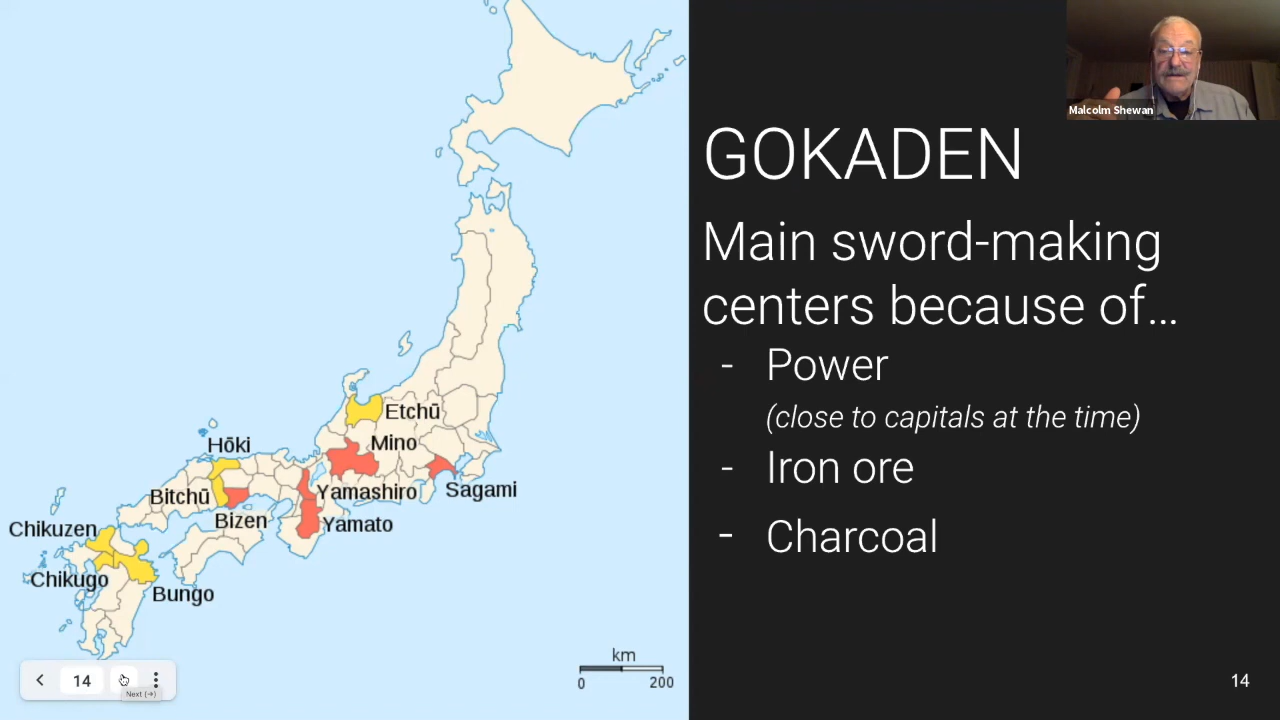 Etchū
Mino
Hōki
Yamashiro
Sagami
Bitchū
Bizen
Yamato
Chikuzen
Chikugo
Bungo
km
0 200
14
Next (→)
Malcolm Shewan
GOKADEN
Main sword-making
centers because of...
- Power
(close to capitals at the time)
- Iron ore
- Charcoal
14